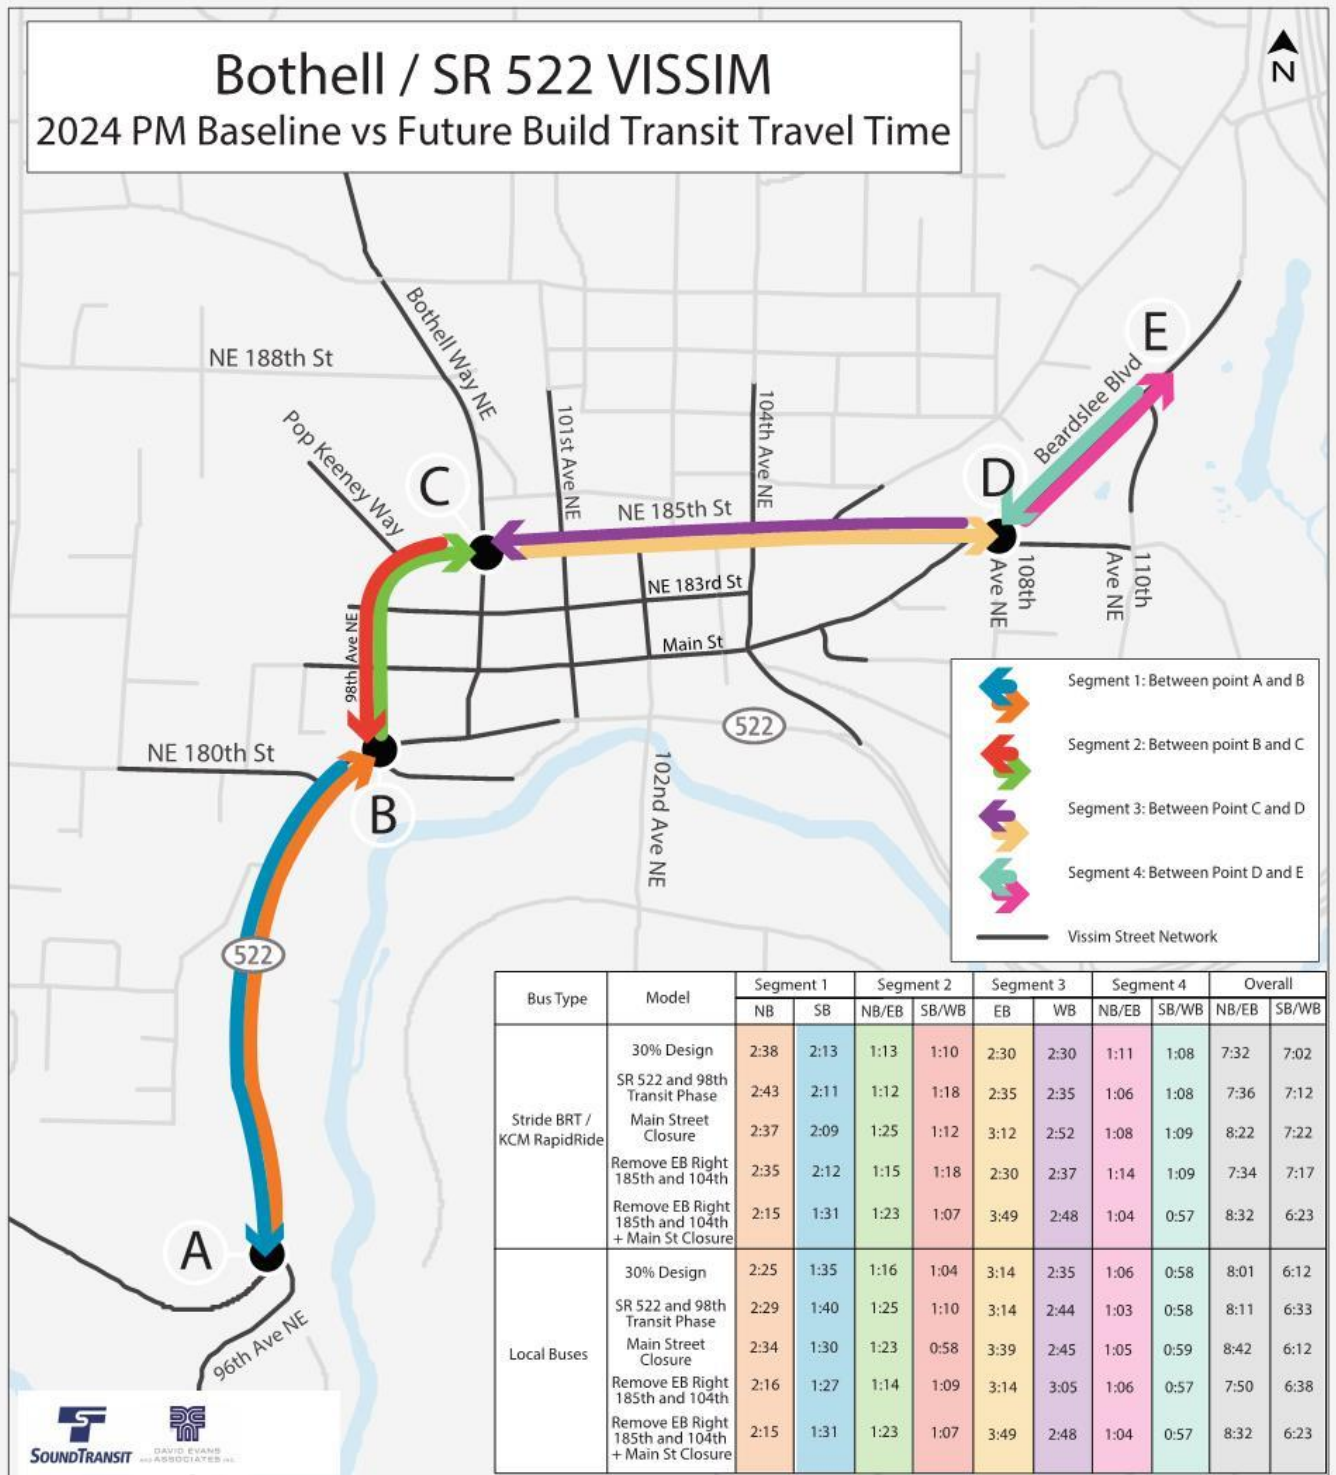 Bothell / SR 522 VISSIM
2024 PM Baseline vs Future Build Transit Travel Time
N
Bothell Way NE
NE 188th St
E
Beardslee Blvd
Pop Keeney Way
101st Ave NE
104th Ave NE
C
D
NE 185th St
NE 183rd St
108th
Ave NE
110th
Ave NE
98th Ave NE
Main St
522
NE 180th St
B
102nd Ave NE
522
A
96th Ave NE
Segment 1: Between point A and B
Segment 2: Between point B and C
Segment 3: Between Point C and D
Segment 4: Between Point D and E
Vissim Street Network
Bus Type Model Segment 1 Segment 2 Segment 3 Segment 4 Overall
NB SB NB/EB SB/WB EB WB NB/EB SB/WB NB/EB SB/WB
Stride BRT /
KCM RapidRide
30% Design 2:38 2:13 1:13 1:10 2:30 2:30 1:11 1:08 7:32 7:02
SR 522 and 98th
Transit Phase 2:43 2:11 1:12 1:18 2:35 2:35 1:06 1:08 7:36 7:12
Main Street
Closure 2:37 2:09 1:25 1:12 3:12 2:52 1:08 1:09 8:22 7:22
Remove EB Right
185th and 104th 2:35 2:12 1:15 1:18 2:30 2:37 1:14 1:09 7:34 7:17
Remove EB Right
185th and 104th
+ Main St Closure 2:15 1:31 1:23 1:07 3:49 2:48 1:04 0:57 8:32 6:23
Local Buses
30% Design 2:25 1:35 1:16 1:04 3:14 2:35 1:06 0:58 8:01 6:12
SR 522 and 98th
Transit Phase 2:29 1:40 1:25 1:10 3:14 2:44 1:03 0:58 8:11 6:33
Main Street
Closure 2:34 1:30 1:23 0:58 3:39 2:45 1:05 0:59 8:42 6:12
Remove EB Right
185th and 104th 2:16 1:27 1:14 1:09 3:14 3:05 1:06 0:57 7:50 6:38
Remove EB Right
185th and 104th
+ Main St Closure 2:15 1:31 1:23 1:07 3:49 2:48 1:04 0:57 8:32 6:23
SOUNDTRANSIT
DAVID EVANS
AND ASSOCIATES INC.